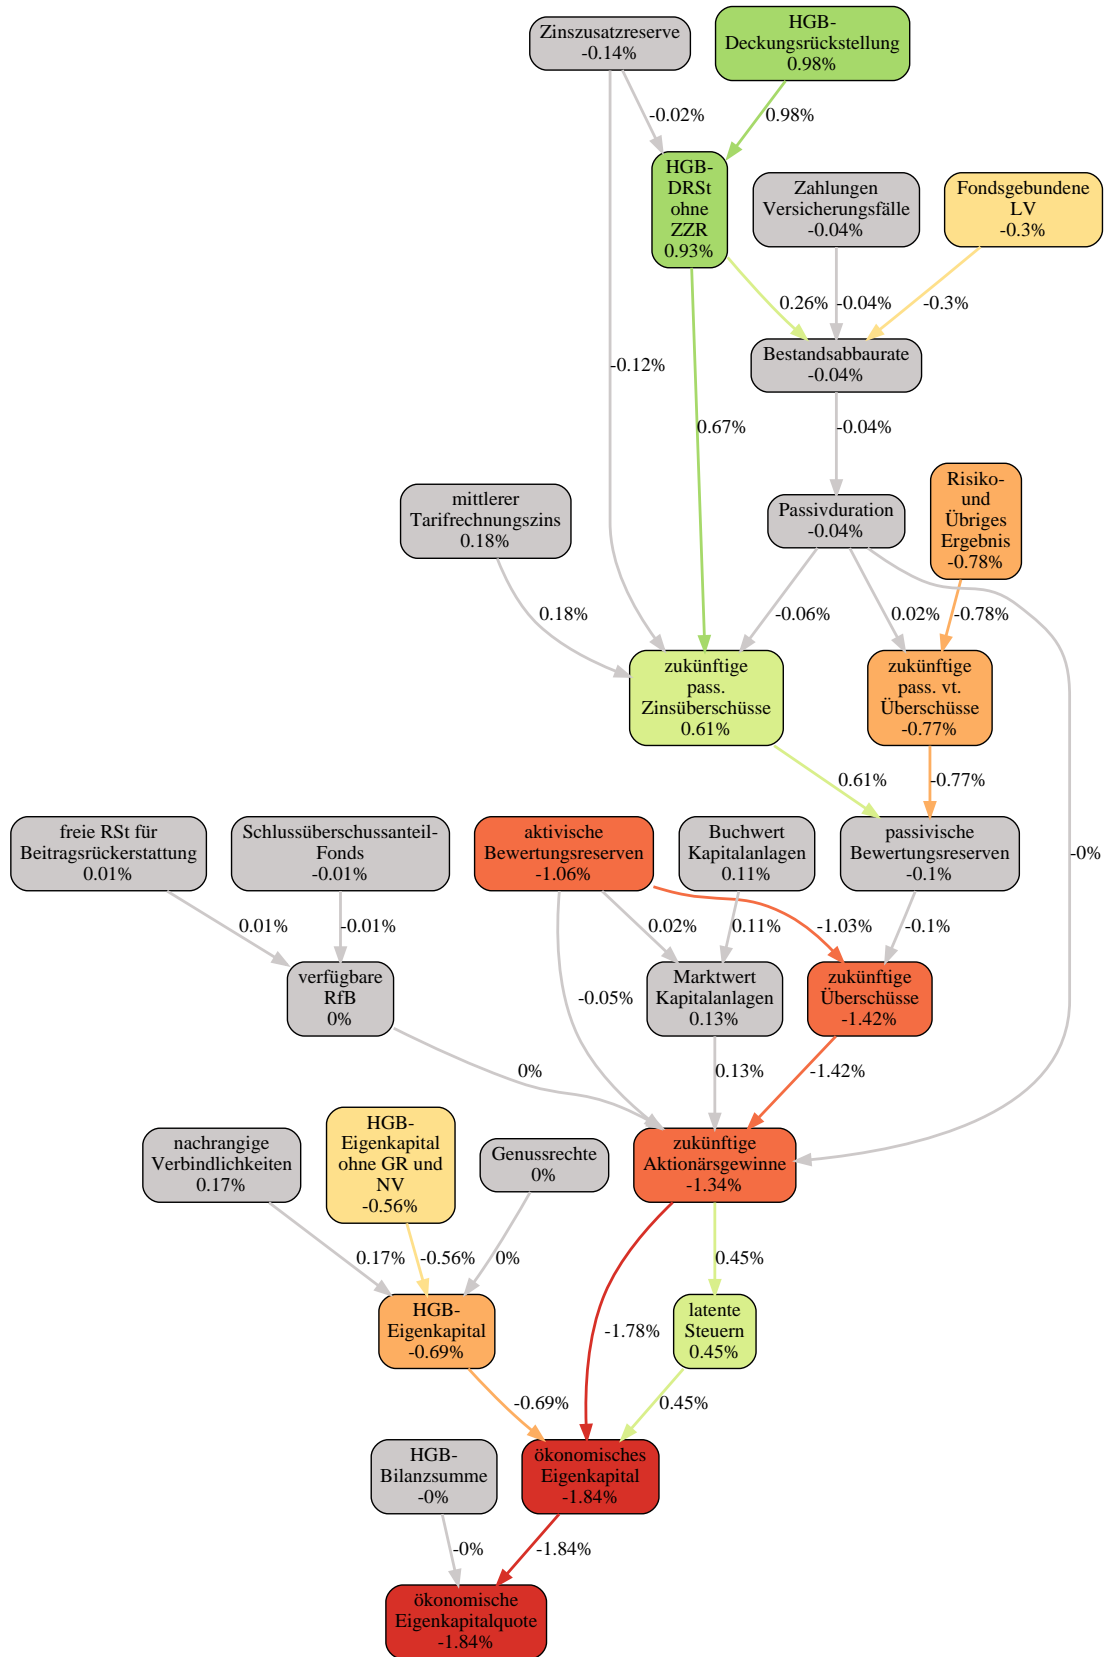 Zinszusatzreserve
-0.14%
HGB-
Deckungsrückstellung
0.98%
-0.02%
0.98%
HGB-
DRSt
ohne
ZZR
0.93%
Zahlungen
Versicherungsfälle
-0.04%
Fondsgebundene
LV
-0.3%
0.26%
-0.04%
-0.3%
Bestandsabbaurate
-0.04%
-0.12%
0.67%
-0.04%
mittlerer
Tarifrechnungszins
0.18%
Passivduration
-0.04%
Risiko-
und
Übriges
Ergebnis
-0.78%
0.18%
-0.06%
0.02%
-0.78%
zukünftige
pass.
Zinsüberschüsse
0.61%
zukünftige
pass. vt.
Überschüsse
-0.77%
0.61%
-0.77%
freie RSt für
Beitragsrückerstattung
0.01%
Schlussüberschussanteil-
Fonds
-0.01%
aktivische
Bewertungsreserven
-1.06%
Buchwert
Kapitalanlagen
0.11%
passivische
Bewertungsreserven
-0.1%
-0%
0.01%
-0.01%
0.02%
0.11%
-1.03%
-0.1%
verfügbare
RfB
0%
-0.05%
Marktwert
Kapitalanlagen
0.13%
zukünftige
Überschüsse
-1.42%
0%
0.13%
-1.42%
nachrangige
Verbindlichkeiten
0.17%
HGB-
Eigenkapital
ohne GR und
NV
-0.56%
Genussrechte
0%
zukünftige
Aktionärsgewinne
-1.34%
0.17%
-0.56%
0%
0.45%
HGB-
Eigenkapital
-0.69%
-1.78%
latente
Steuern
0.45%
-0.69%
0.45%
HGB-
Bilanzsumme
-0%
ökonomisches
Eigenkapital
-1.84%
-0%
-1.84%
ökonomische
Eigenkapitalquote
-1.84%